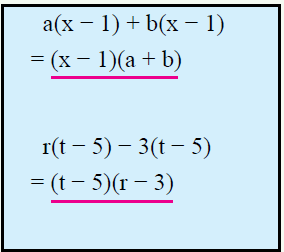 a(x − 1) + b(x − 1)
= (x − 1)(a + b)
r(t − 5) − 3(t − 5)
= (t − 5)(r − 3)